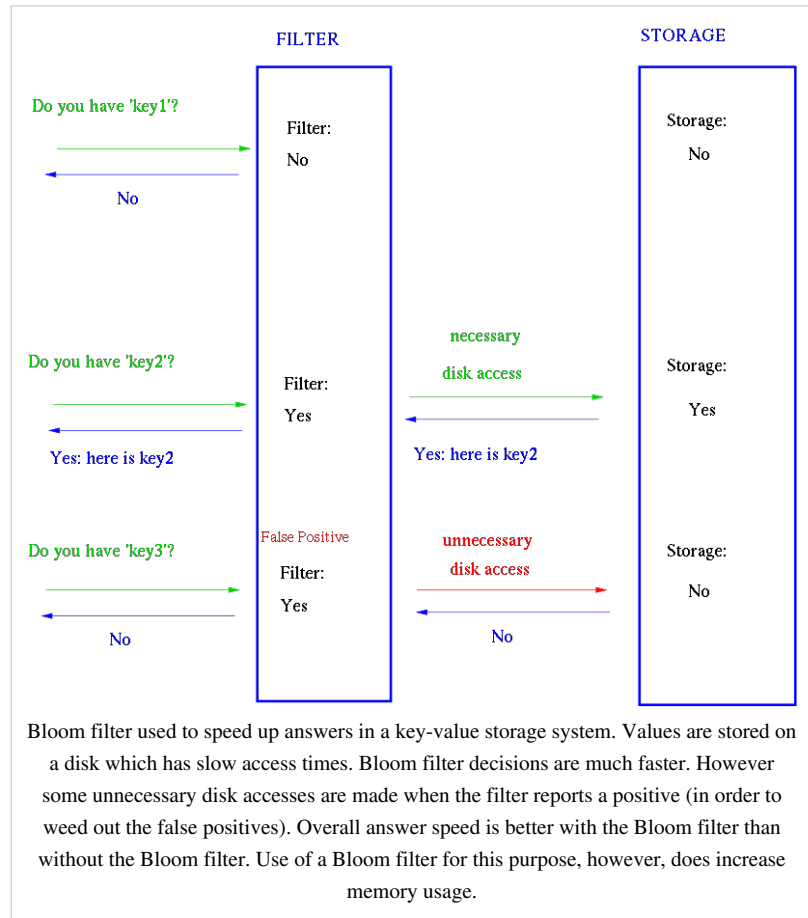 FILTER
STORAGE
Do you have 'key1'?
Filter:
No
Storage:
No
No
necessary
disk access
Do you have 'key2'?
Filter:
Yes
Storage:
Yes
Yes: here is key2
Yes: here is key2
False Positive
unnecessary
disk access
Do you have 'key3'?
Filter:
Yes
Storage:
No
No
No
Bloom filter used to speed up answers in a key-value storage system. Values are stored on
a disk which has slow access times. Bloom filter decisions are much faster. However
some unnecessary disk accesses are made when the filter reports a positive (in order to
weed out the false positives). Overall answer speed is better with the Bloom filter than
without the Bloom filter. Use of a Bloom filter for this purpose, however, does increase
memory usage.